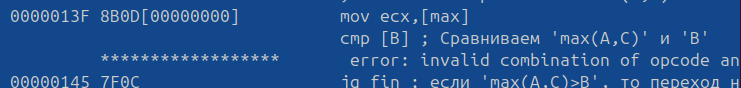 0000013F 8B0D[00000000] mov ecx,[max]
cmp [B] ; Сравниваем 'max(A,C)' и 'B'
****************** error: invalid combination of opcode an
00000145 7F0C jg fin ; если 'max(A,C)>B', то переход н